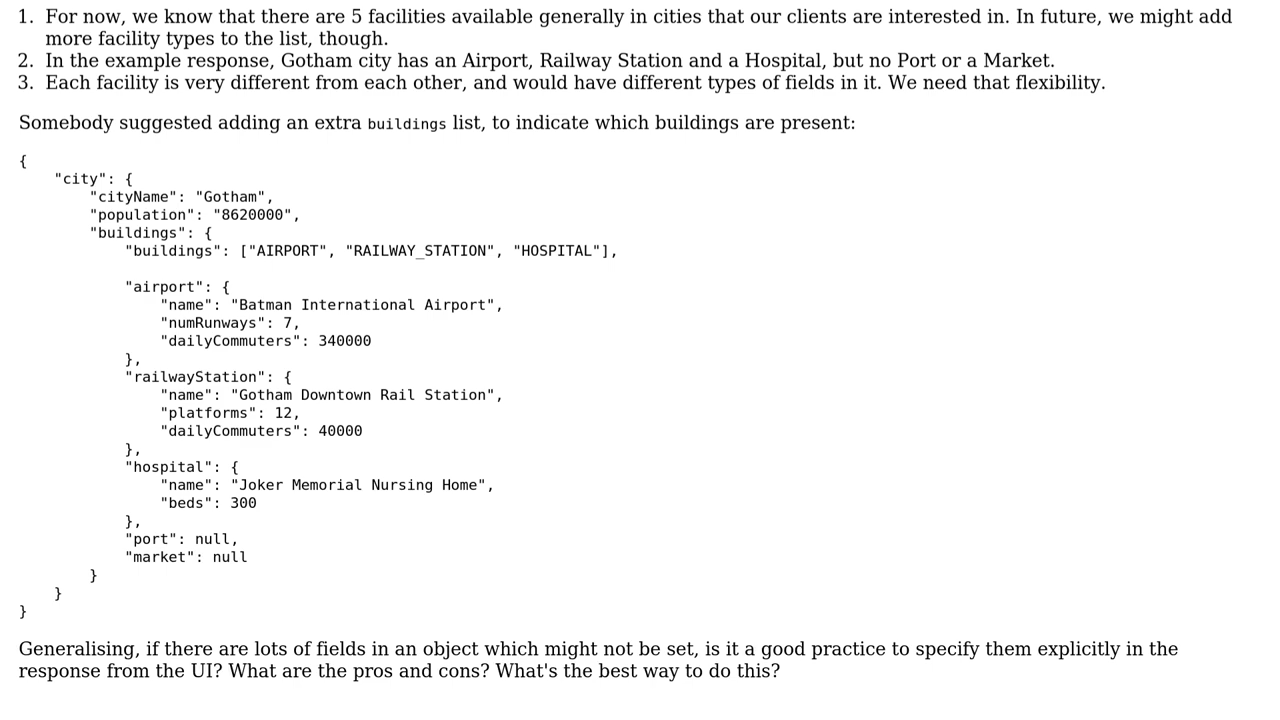 1. For now, we know that there are 5 facilities available generally in cities that our clients are interested in. In future, we might add
more facility types to the list, though.
2. In the example response, Gotham city has an Airport, Railway Station and a Hospital, but no Port or a Market.
3. Each facility is very different from each other, and would have different types of fields in it. We need that flexibility.
Somebody suggested adding an extra buildings list, to indicate which buildings are present:
{
    "city": {
        "cityName": "Gotham",
        "population": "8620000",
        "buildings": {
            "buildings": ["AIRPORT", "RAILWAY_STATION", "HOSPITAL"],
            "airport": {
                "name": "Batman International Airport",
                "numRunways": 7,
                "dailyCommuters": 340000
            },
            "railwayStation": {
                "name": "Gotham Downtown Rail Station",
                "platforms": 12,
                "dailyCommuters": 40000
            },
            "hospital": {
                "name": "Joker Memorial Nursing Home",
                "beds": 300
            },
            "port": null,
            "market": null
        }
    }
}
Generalising, if there are lots of fields in an object which might not be set, is it a good practice to specify them explicitly in the
response from the UI? What are the pros and cons? What's the best way to do this?